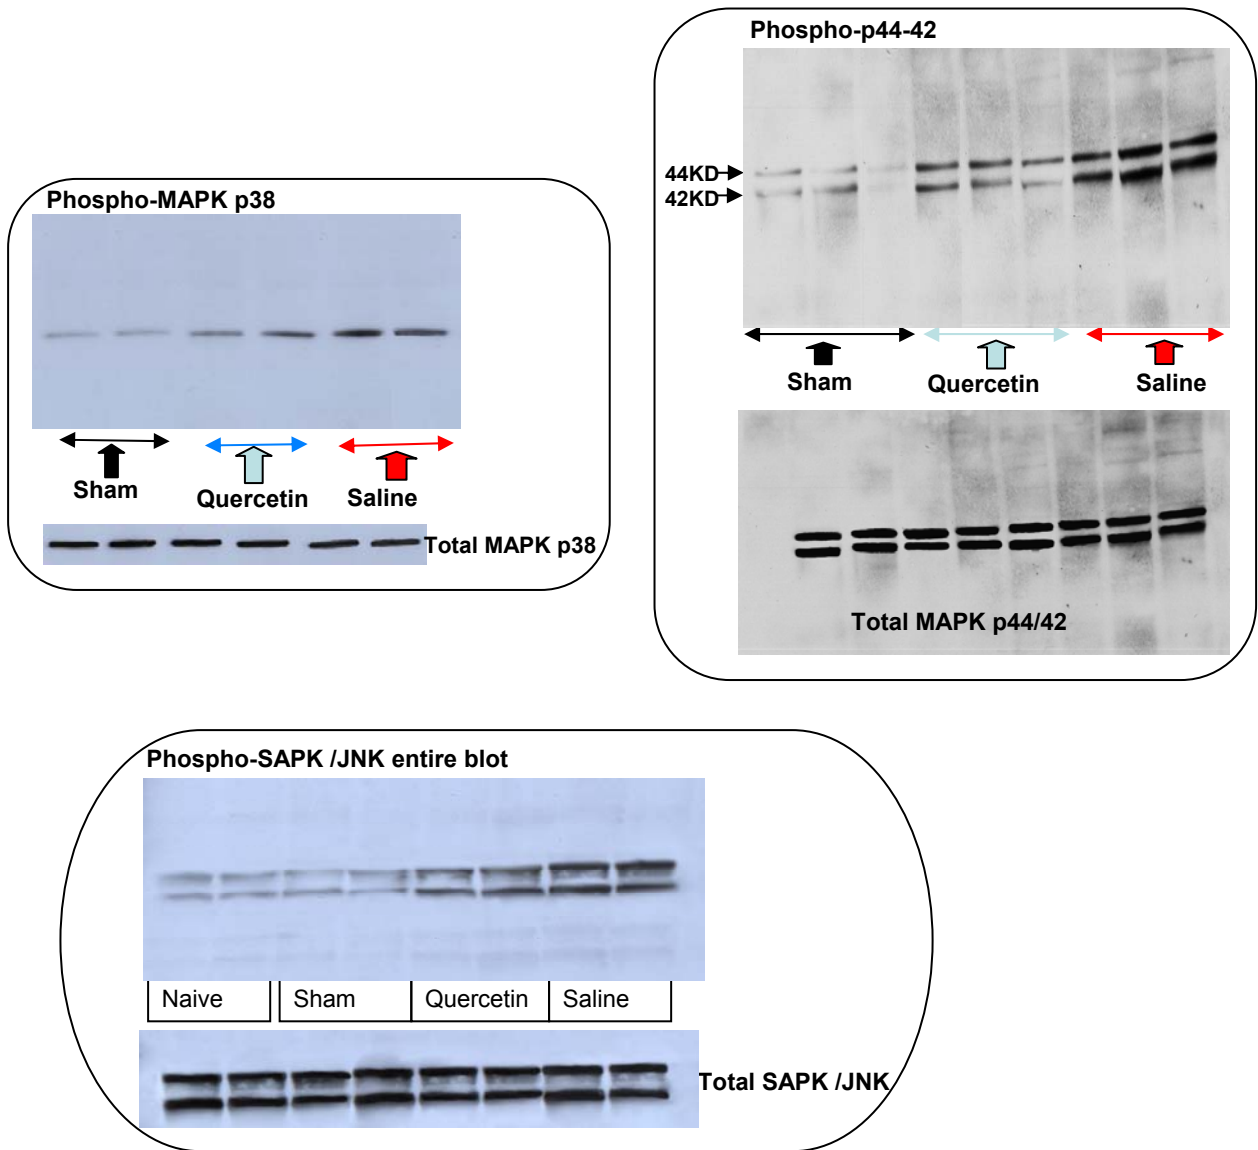 Phospho-p44-42
44KD
42KD
Sham
Quercetin
Saline
Total MAPK p44/42
Phospho-MAPK p38
Sham
Quercetin
Saline
Total MAPK p38
Phospho-SAPK /JNK entire blot
Naive
Sham
Quercetin
Saline
Total SAPK /JNK